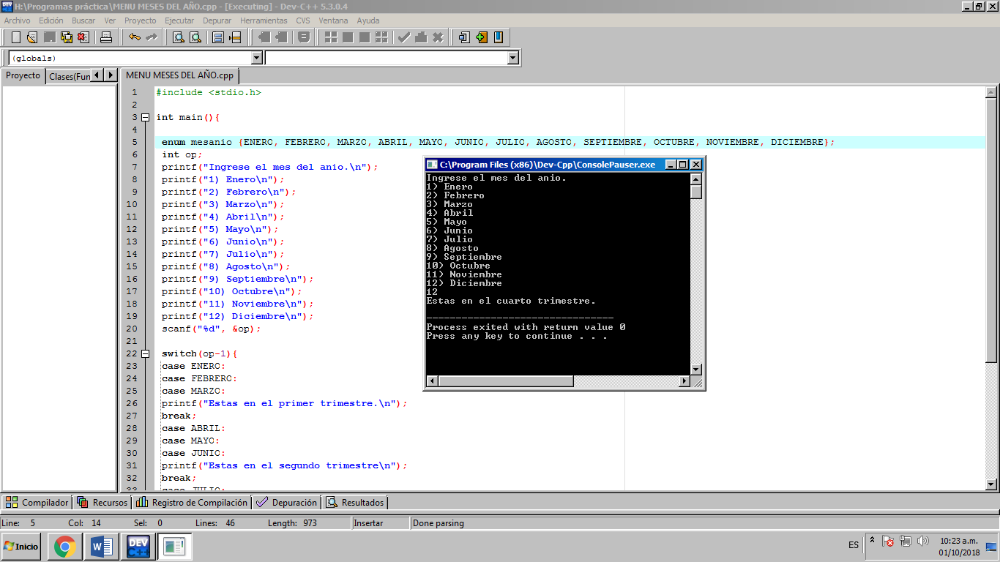 H:\Programas práctica\MENU MESES DEL AÑO.cpp - [Executing] - Dev-C++ 5.3.0.4
Archivo Edición Buscar Ver Proyecto Ejecutar Depurar Herramientas CVS Ventana Ayuda
(globals)
Proyecto Clases(Fun
MENU MESES DEL AÑO.cpp
1 #include <stdio.h>
2
3 int main(){
4
5 enum mesanio {ENERO, FEBRERO, MARZO, ABRIL, MAYO, JUNIO, JULIO, AGOSTO, SEPTIEMBRE, OCTUBRE, NOVIEMBRE, DICIEMBRE};
6 int op;
7 printf("Ingrese el mes del anio.\n");
8 printf("1) Enero\n");
9 printf("2) Febrero\n");
10 printf("3) Marzo\n");
11 printf("4) Abril\n");
12 printf("5) Mayo\n");
13 printf("6) Junio\n");
14 printf("7) Julio\n");
15 printf("8) Agosto\n");
16 printf("9) Septiembre\n");
17 printf("10) Octubre\n");
18 printf("11) Noviembre\n");
19 printf("12) Diciembre\n");
20 scanf("%d", &op);
21
22 switch(op-1){
23 case ENERO:
24 case FEBRERO:
25 case MARZO:
26 printf("Estas en el primer trimestre.\n");
27 break;
28 case ABRIL:
29 case MAYO:
30 case JUNIO:
31 printf("Estas en el segundo trimestre\n");
32 break;
33 case JULIO:
C:\Program Files (x86)\Dev-Cpp\ConsolePauser.exe
Ingrese el mes del anio.
1) Enero
2) Febrero
3) Marzo
4) Abril
5) Mayo
6) Junio
7) Julio
8) Agosto
9) Septiembre
10) Octubre
11) Noviembre
12) Diciembre
12
Estas en el cuarto trimestre.
--------------------------------
Process exited with return value 0
Press any key to continue . . .
Compilador Recursos Registro de Compilación Depuración Resultados
Line: 5 Col: 14 Sel: 0 Lines: 46 Length: 973 Insertar Done parsing
Inicio
W
DEV C++
ES
10:23 a.m.
01/10/2018